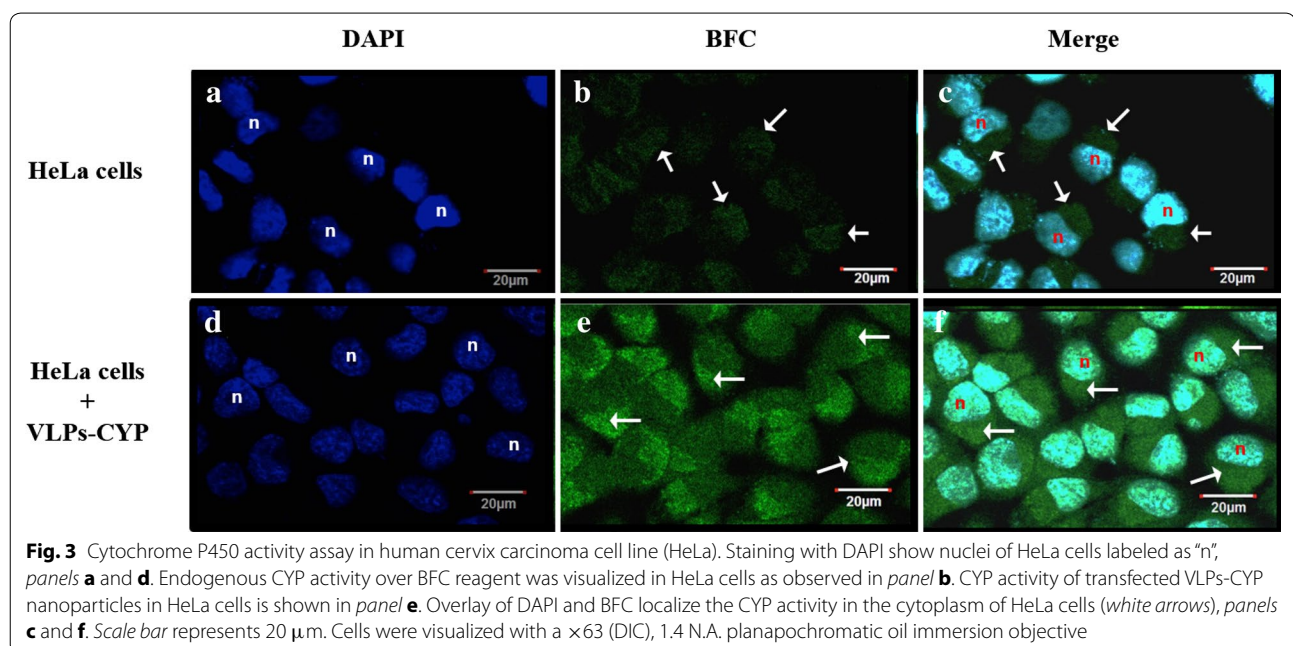 DAPI BFC Merge
HeLa cells
a n n n n 20µm
b 20µm
c n n n n 20µm
HeLa cells
+
VLPs-CYP
d n n n n 20µm
e 20µm
f n n n n 20µm
Fig. 3 Cytochrome P450 activity assay in human cervix carcinoma cell line (HeLa). Staining with DAPI show nuclei of HeLa cells labeled as “n”,
panels a and d. Endogenous CYP activity over BFC reagent was visualized in HeLa cells as observed in panel b. CYP activity of transfected VLPs-CYP
nanoparticles in HeLa cells is shown in panel e. Overlay of DAPI and BFC localize the CYP activity in the cytoplasm of HeLa cells (white arrows), panels
c and f. Scale bar represents 20 μm. Cells were visualized with a ×63 (DIC), 1.4 N.A. planapochromatic oil immersion objective